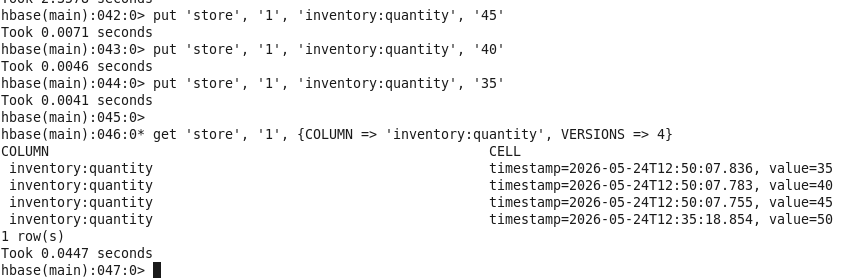 Took 2.3378 seconds
hbase(main):042:0> put 'store', '1', 'inventory:quantity', '45'
Took 0.0071 seconds
hbase(main):043:0> put 'store', '1', 'inventory:quantity', '40'
Took 0.0046 seconds
hbase(main):044:0> put 'store', '1', 'inventory:quantity', '35'
Took 0.0041 seconds
hbase(main):045:0>
hbase(main):046:0* get 'store', '1', {COLUMN => 'inventory:quantity', VERSIONS => 4}
COLUMN CELL
inventory:quantity timestamp=2026-05-24T12:50:07.836, value=35
inventory:quantity timestamp=2026-05-24T12:50:07.783, value=40
inventory:quantity timestamp=2026-05-24T12:50:07.755, value=45
inventory:quantity timestamp=2026-05-24T12:35:18.854, value=50
1 row(s)
Took 0.0447 seconds
hbase(main):047:0>